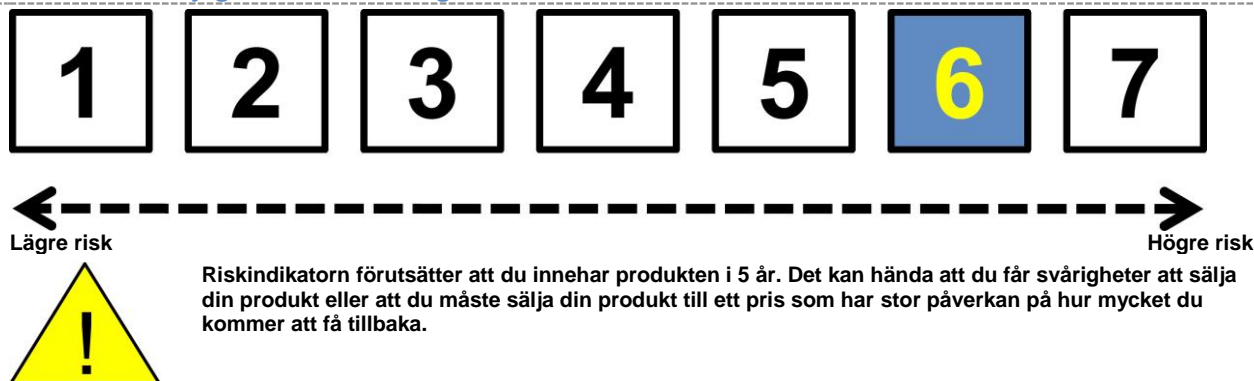 1 2 3 4 5 6 7
Lägre risk Högre risk
Riskindikatorn förutsätter att du innehar produkten i 5 år. Det kan hända att du får svårigheter att sälja
din produkt eller att du måste sälja din produkt till ett pris som har stor påverkan på hur mycket du
kommer att få tillbaka.
!